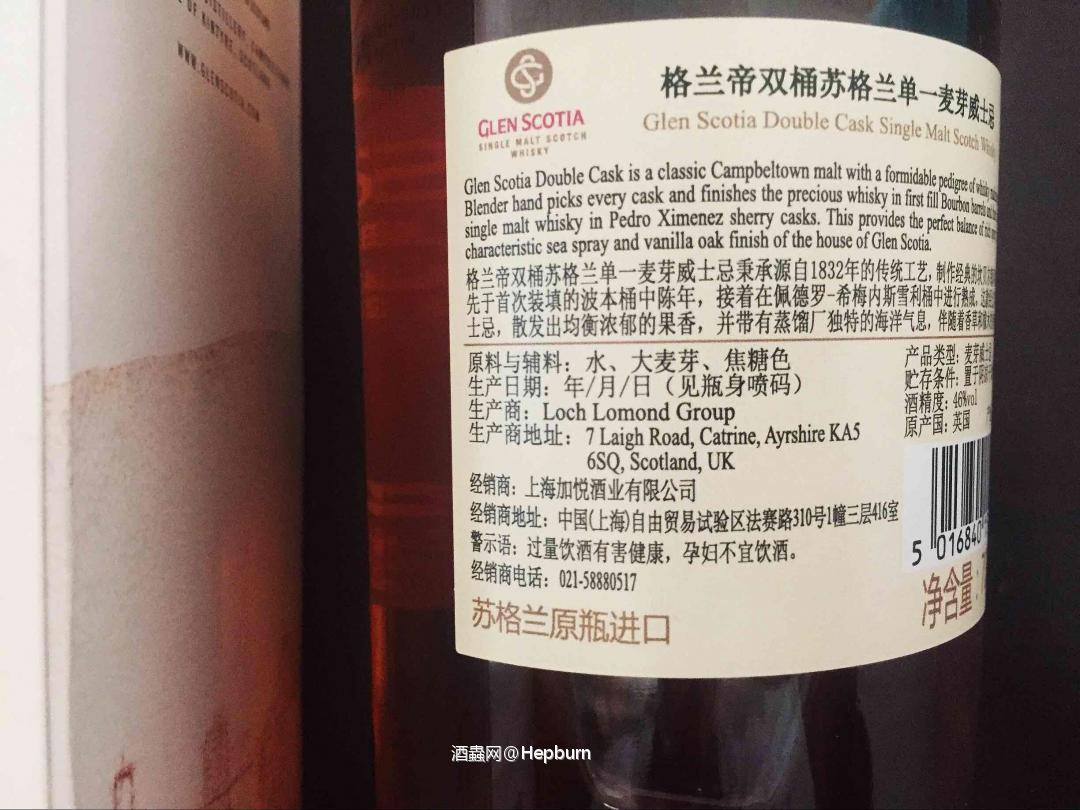 WWW.GLENSCOTIA.COM
GLEN SCOTIA
SINGLE MALT SCOTCH
WHISKY
格兰帝双桶苏格兰单一麦芽威士忌
Glen Scotia Double Cask Single Malt Scotch
Glen Scotia Double Cask is a classic Campbeltown malt with a formidable pedigree of
Blender hand picks every cask and finishes the precious whisky in first fill Bourbon barrels and
single malt whisky in Pedro Ximenez sherry casks. This provides the perfect balance of rich
characteristic sea spray and vanilla oak finish of the house of Glen Scotia.
格兰帝双桶苏格兰单一麦芽威士忌秉承源自1832年的传统工艺，制作经典的
先于首次装填的波本桶中陈年，接着在佩德罗-希梅内斯雪利桶中进行熟成，
士忌，散发出均衡浓郁的果香，并带有蒸馏厂独特的海洋气息，伴随着香草和
原料与辅料：水、大麦芽、焦糖色
生产日期：年/月/日（见瓶身喷码）
生产商：Loch Lomond Group
生产商地址：7 Laigh Road, Catrine, Ayrshire KA5
6SQ, Scotland, UK
经销商：上海加悦酒业有限公司
经销商地址：中国(上海)自由贸易试验区法赛路310号1幢三层416室
警示语：过量饮酒有害健康，孕妇不宜饮酒。
经销商电话：021-58880517
苏格兰原瓶进口
产品类型：麦芽威士忌
贮存条件：置于
酒精度：46%vol
原产国：英国
5 016840
净含量：
酒蟲网@Hepburn